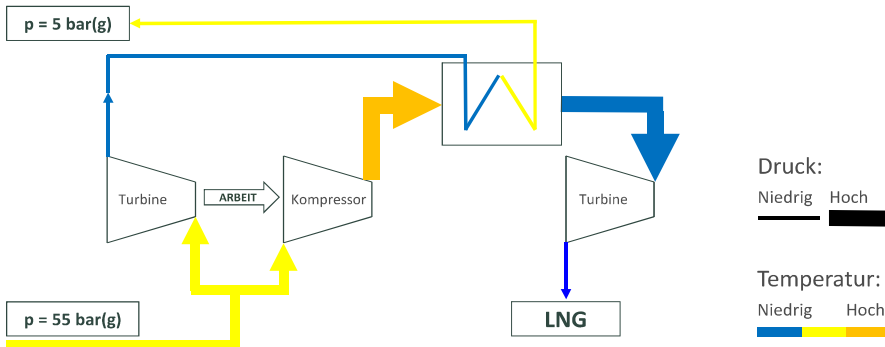 p = 5 bar(g)
Turbine
ARBEIT
Kompressor
Turbine
p = 55 bar(g)
LNG
Druck:
Niedrig Hoch
Temperatur:
Niedrig Hoch